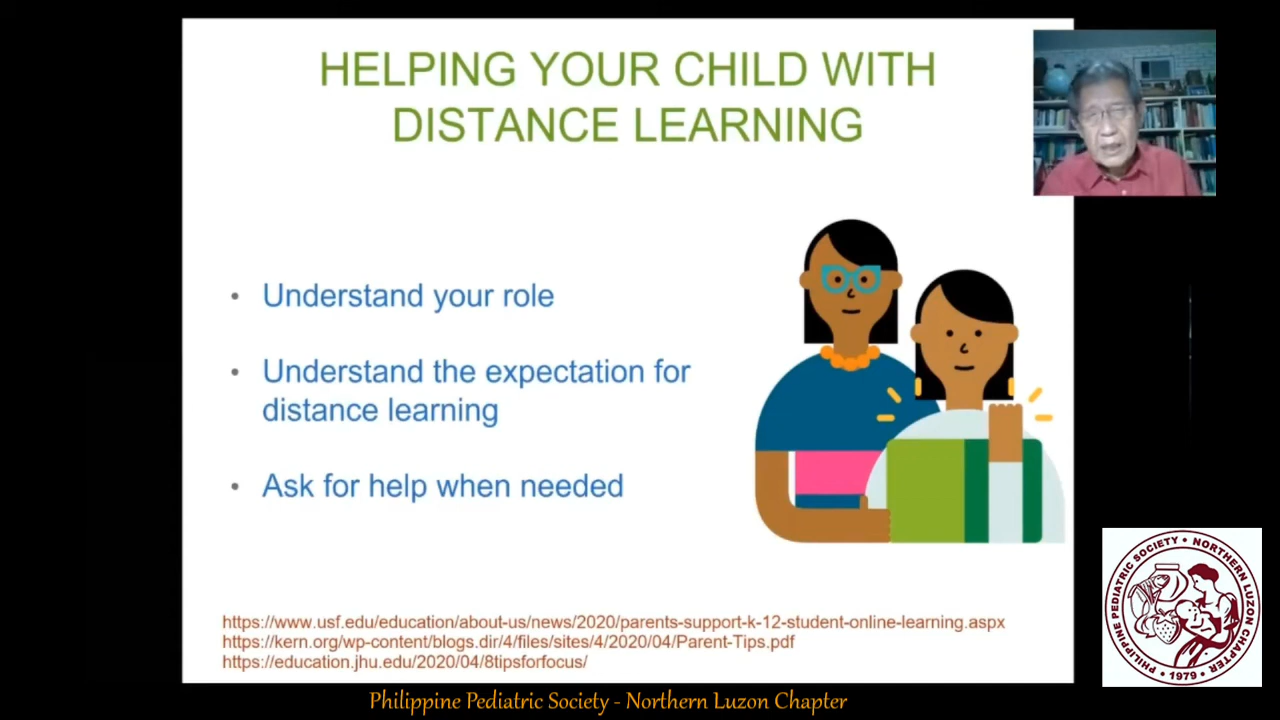 HELPING YOUR CHILD WITH
DISTANCE LEARNING
• Understand your role
• Understand the expectation for
distance learning
• Ask for help when needed
https://www.usf.edu/education/about-us/news/2020/parents-support-k-12-student-online-learning.aspx
https://kern.org/wp-content/blogs.dir/4/files/sites/4/2020/04/Parent-Tips.pdf
https://education.jhu.edu/2020/04/8tipsforfocus/
PHILIPPINE PEDIATRIC SOCIETY • NORTHERN LUZON CHAPTER •
1979
Philippine Pediatric Society - Northern Luzon Chapter